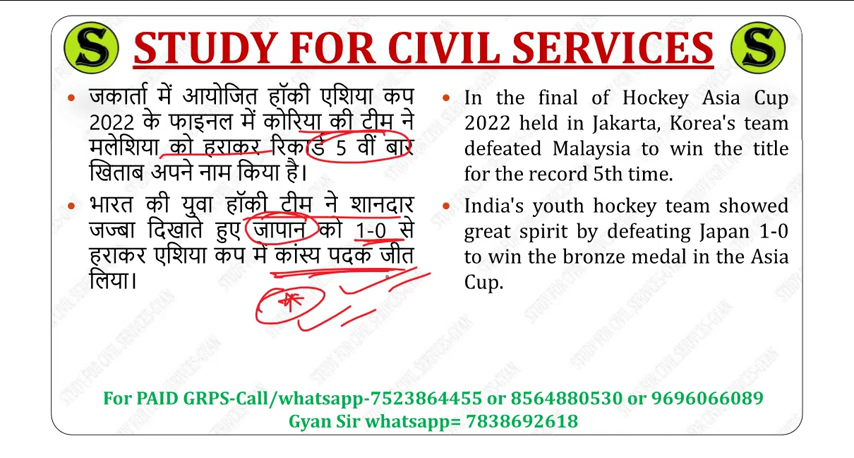 S STUDY FOR CIVIL SERVICES S
• जकार्ता में आयोजित हॉकी एशिया कप
2022 के फाइनल में कोरिया की टीम ने
मलेशिया को हराकर रिकार्ड 5 वीं बार
खिताब अपने नाम किया है।
• भारत की युवा हॉकी टीम ने शानदार
जज्बा दिखाते हुए जापान को 1-0 से
हराकर एशिया कप में कांस्य पदक जीत
लिया।
• In the final of Hockey Asia Cup
2022 held in Jakarta, Korea's team
defeated Malaysia to win the title
for the record 5th time.
• India's youth hockey team showed
great spirit by defeating Japan 1-0
to win the bronze medal in the Asia
Cup.
For PAID GRPS-Call/whatsapp-7523864455 or 8564880530 or 9696066089
Gyan Sir whatsapp= 7838692618